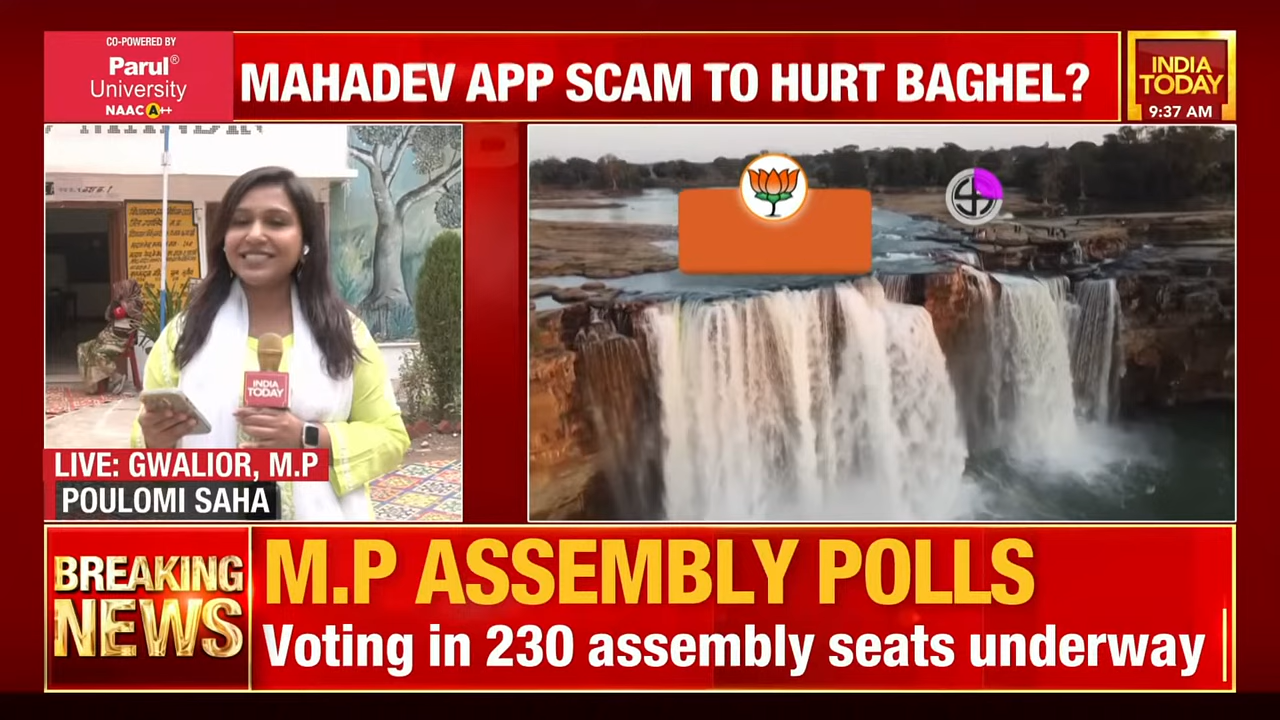 CO-POWERED BY
Parul®
University
NAAC A++
MAHADEV APP SCAM TO HURT BAGHEL?
INDIA
TODAY
9:37 AM
INDIA
TODAY
LIVE: GWALIOR, M.P
POULOMI SAHA
BREAKING
NEWS
M.P ASSEMBLY POLLS
Voting in 230 assembly seats underway